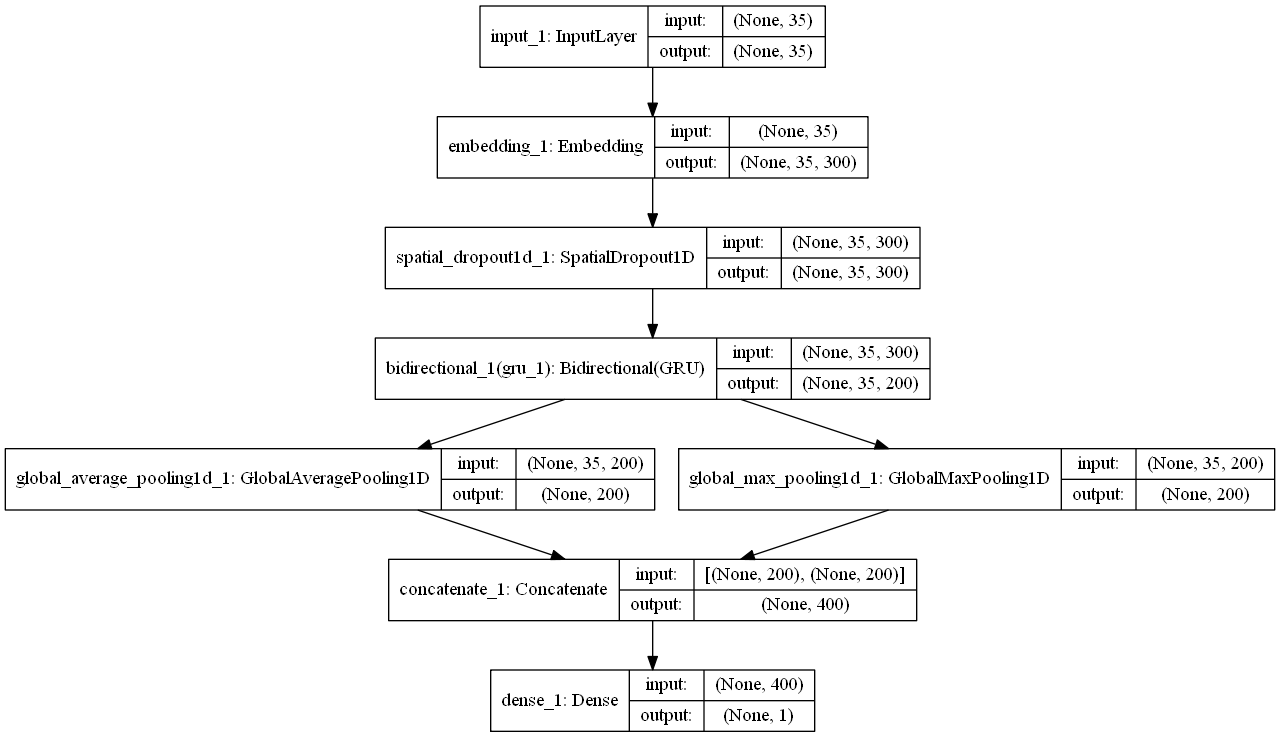 input_1: InputLayer
input: (None, 35)
output: (None, 35)
embedding_1: Embedding
input: (None, 35)
output: (None, 35, 300)
spatial_dropout1d_1: SpatialDropout1D
input: (None, 35, 300)
output: (None, 35, 300)
bidirectional_1(gru_1): Bidirectional(GRU)
input: (None, 35, 300)
output: (None, 35, 200)
global_average_pooling1d_1: GlobalAveragePooling1D
input: (None, 35, 200)
output: (None, 200)
global_max_pooling1d_1: GlobalMaxPooling1D
input: (None, 35, 200)
output: (None, 200)
concatenate_1: Concatenate
input: [(None, 200), (None, 200)]
output: (None, 400)
dense_1: Dense
input: (None, 400)
output: (None, 1)